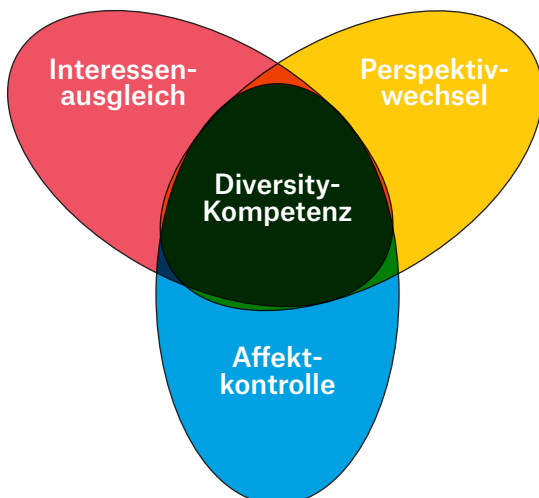 Interessen-
ausgleich
Perspektiv-
wechsel
Diversity-
Kompetenz
Affekt-
kontrolle